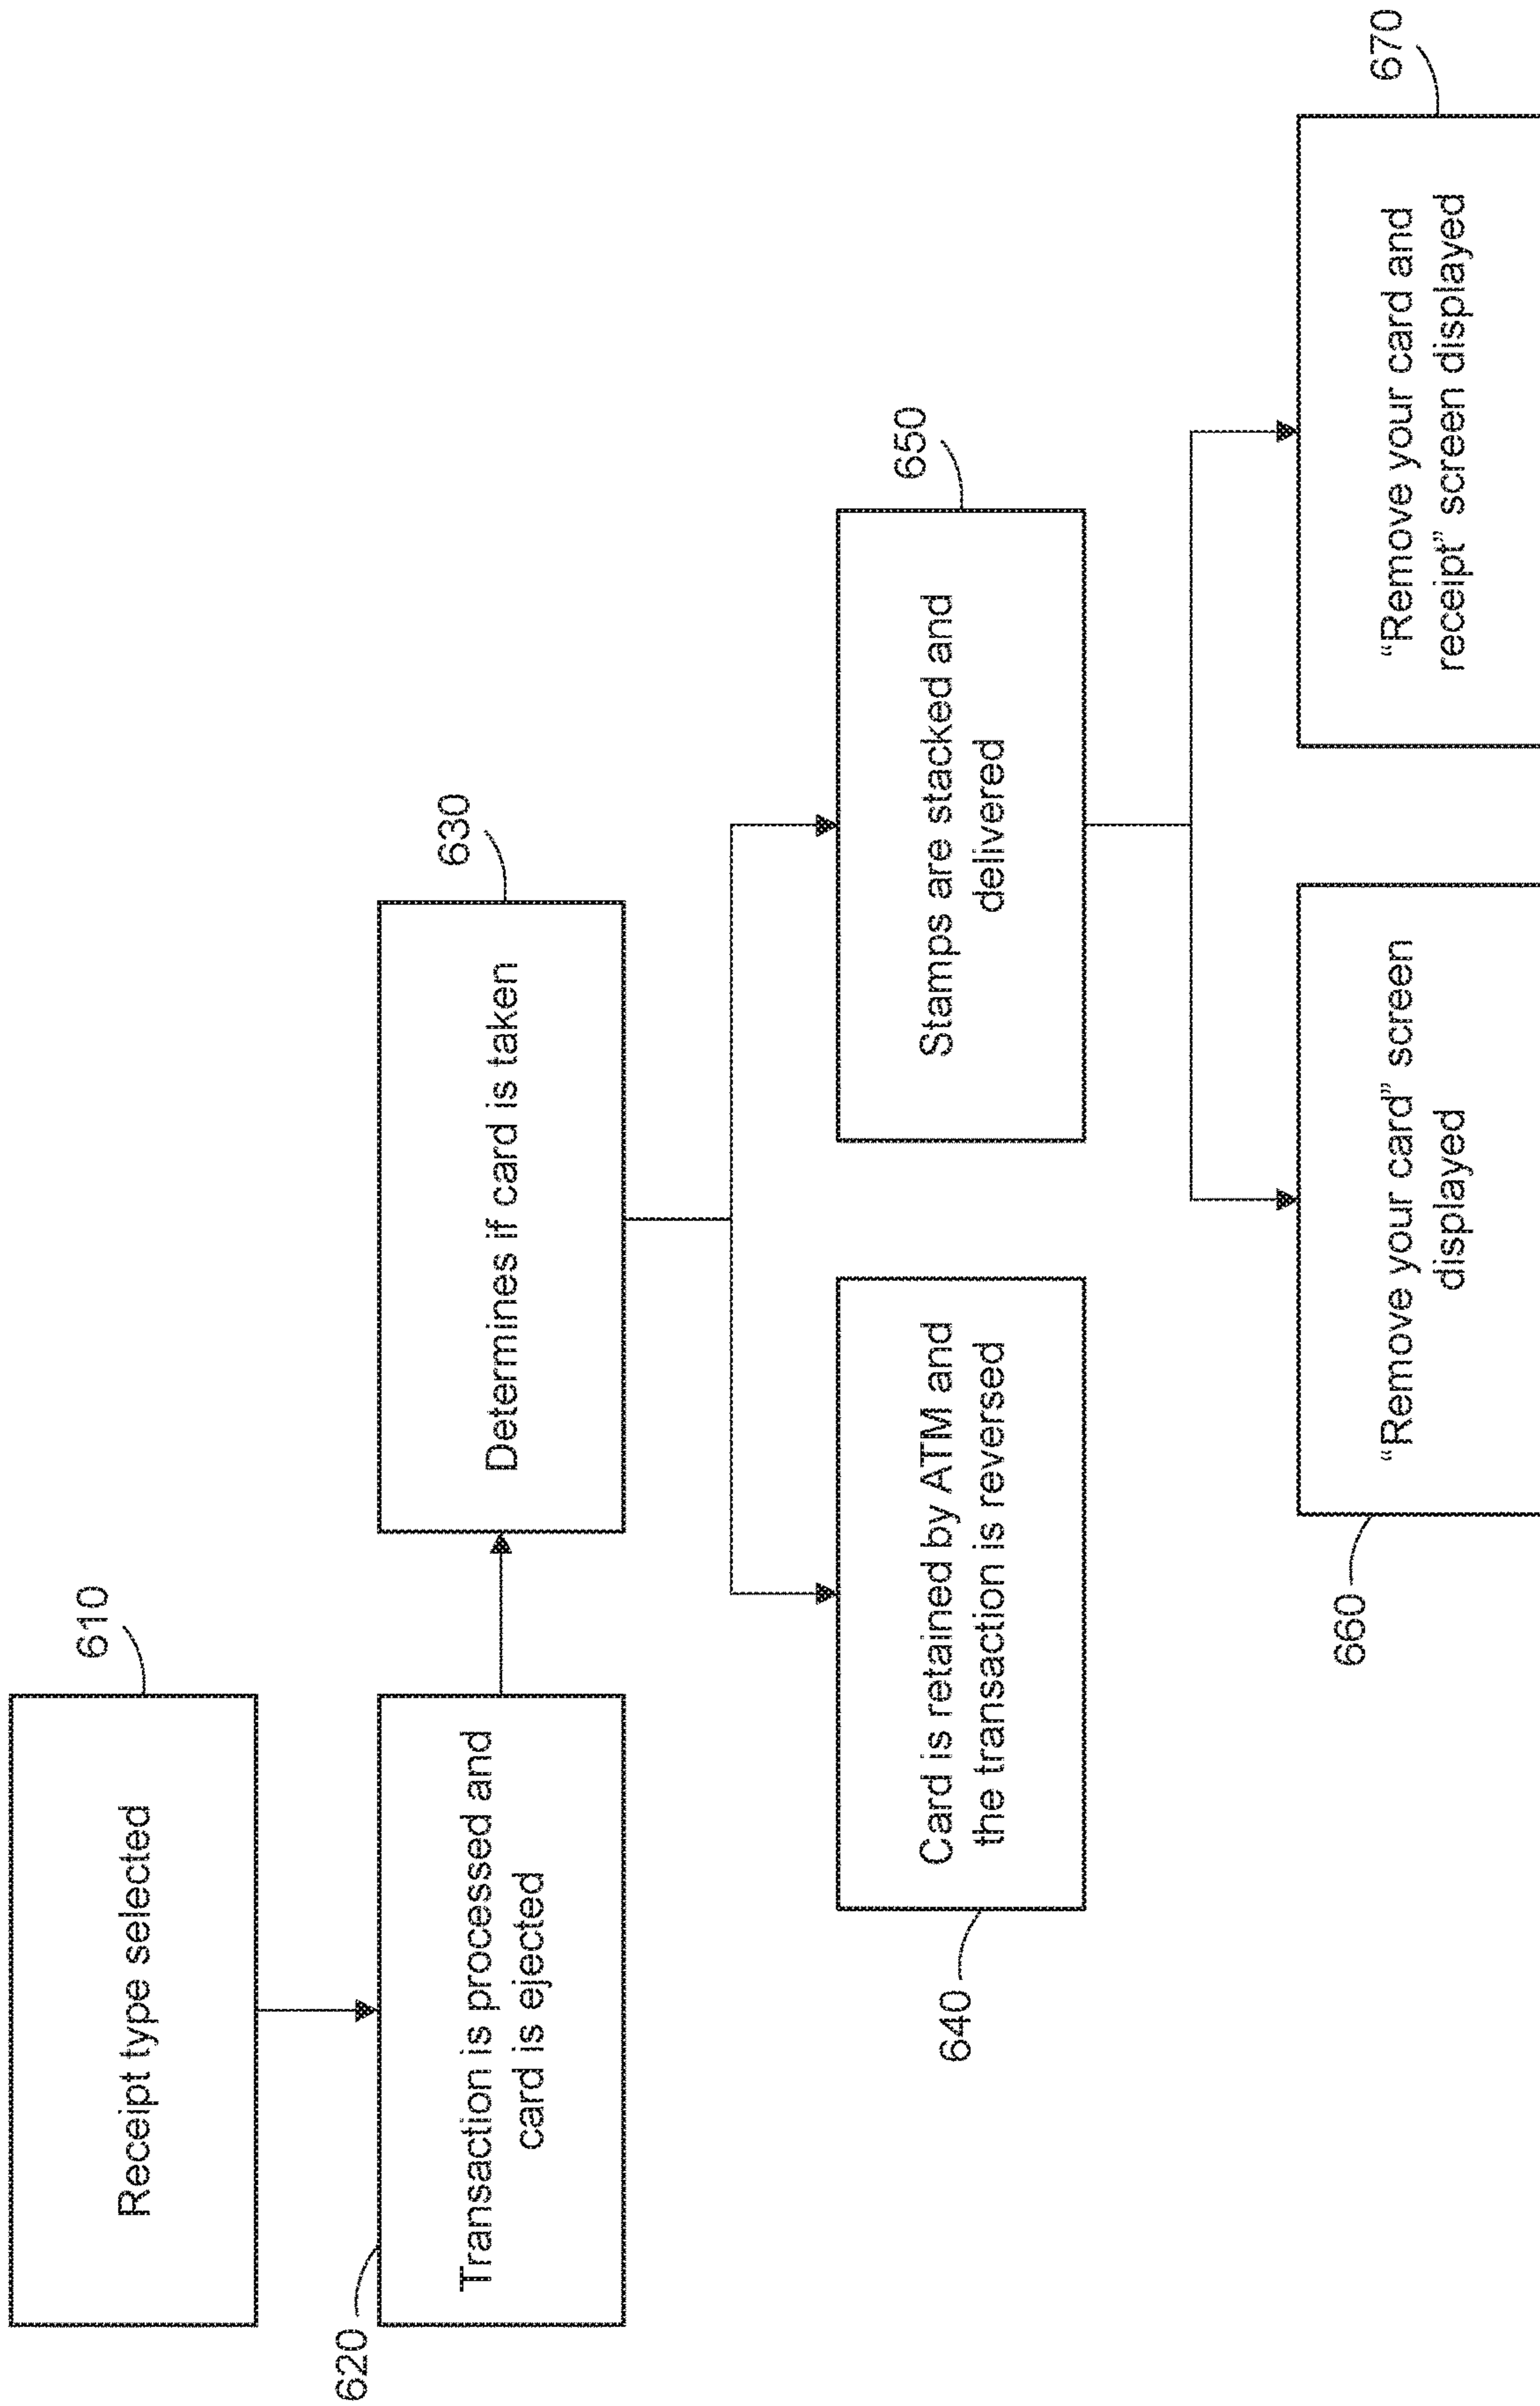 610
Receipt type selected
620
Transaction is processed and
card is ejected
630
Determines if card is taken
640
Card is retained by ATM and
the transaction is reversed
650
Stamps are stacked and
delivered
660
“Remove your card” screen
displayed
670
“Remove your card and
receipt” screen displayed